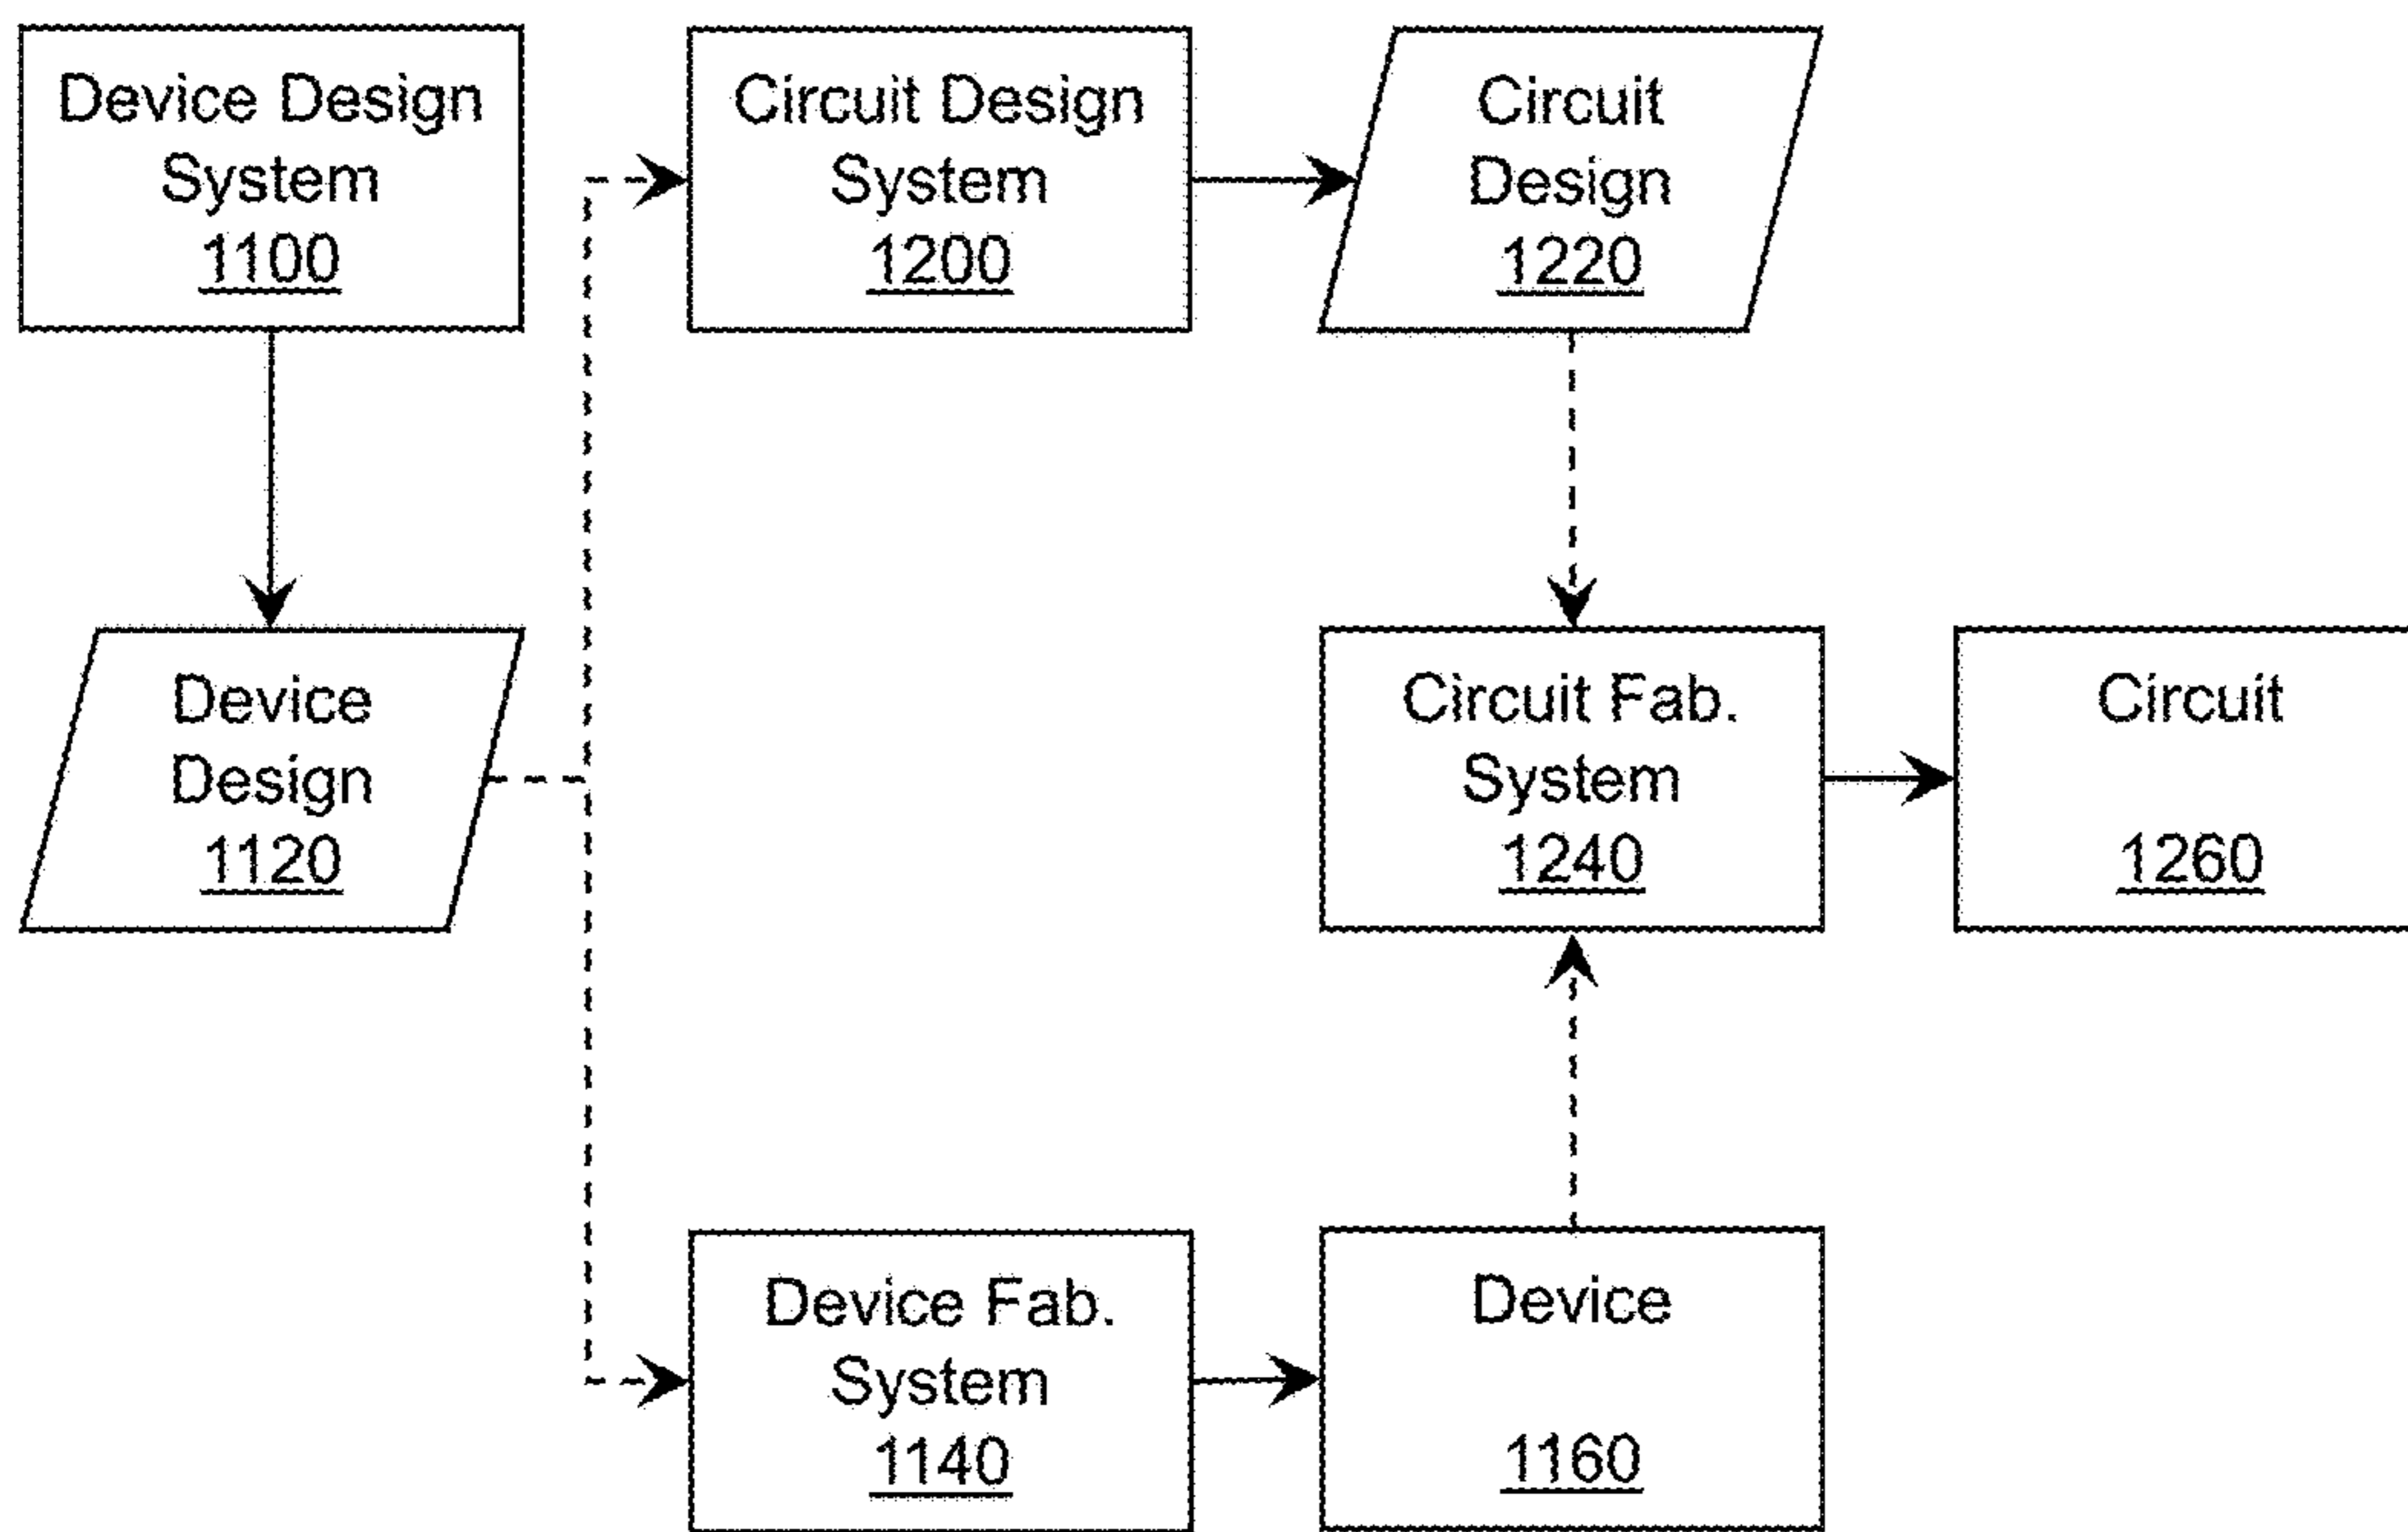 Device Design
System
1100
Circuit Design
System
1200
Circuit
Design
1220
Device
Design
1120
Circuit Fab.
System
1240
Circuit
1260
Device Fab.
System
1140
Device
1160